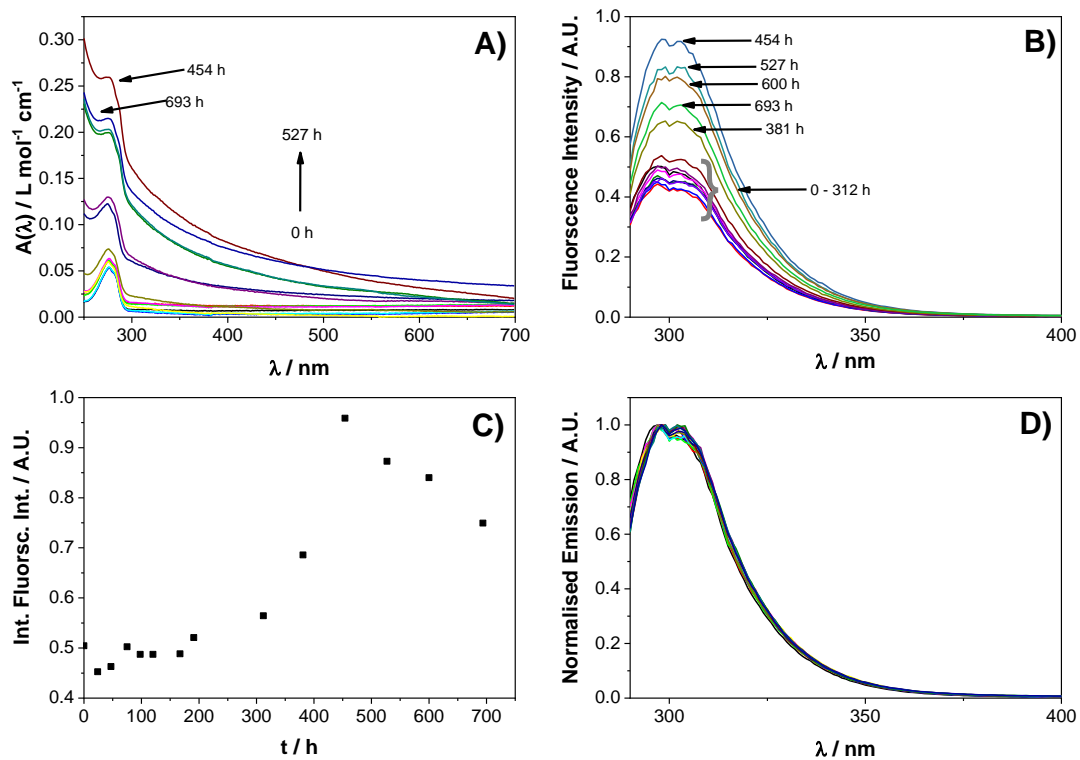 A)
454 h
693 h
527 h
0 h
A(λ) / L mol⁻¹ cm⁻¹
0.30
0.25
0.20
0.15
0.10
0.05
0.00
300 400 500 600 700
λ / nm
B)
454 h
527 h
600 h
693 h
381 h
0 - 312 h
Fluorescence Intensity / A.U.
1.0
0.8
0.6
0.4
0.2
0.0
300 350 400
λ / nm
C)
Int. Fluorsc. Int. / A.U.
1.0
0.9
0.8
0.7
0.6
0.5
0.4
0 100 200 300 400 500 600 700
t / h
D)
Normalised Emission / A.U.
1.0
0.8
0.6
0.4
0.2
0.0
300 350 400
λ / nm